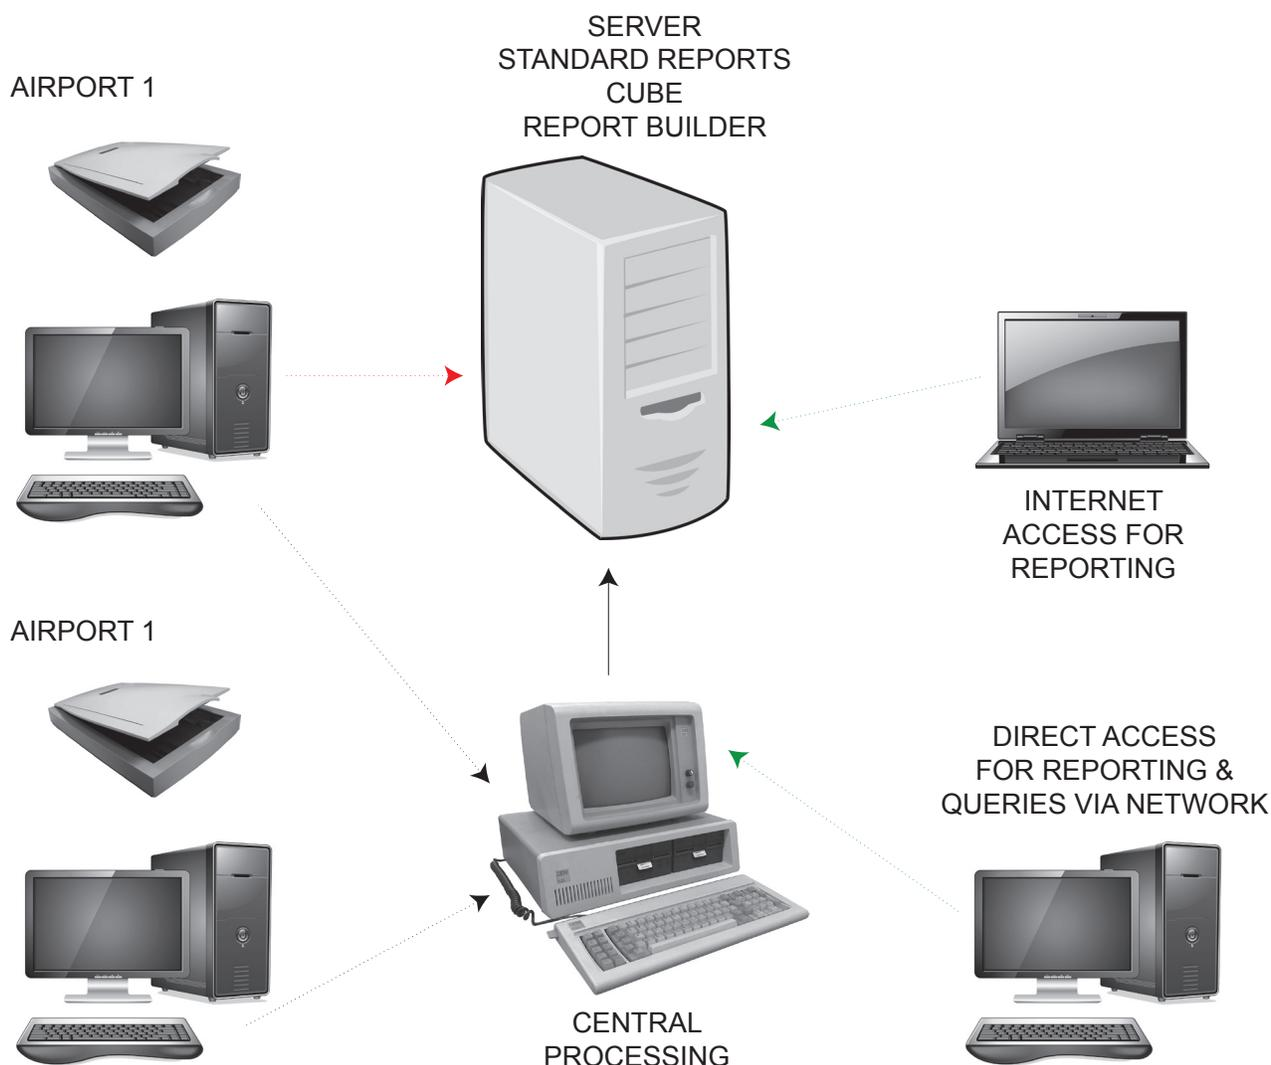 SERVER
STANDARD REPORTS
CUBE
REPORT BUILDER
AIRPORT 1
INTERNET
ACCESS FOR
REPORTING
AIRPORT 1
DIRECT ACCESS
FOR REPORTING &
QUERIES VIA NETWORK
CENTRAL
PROCESSING